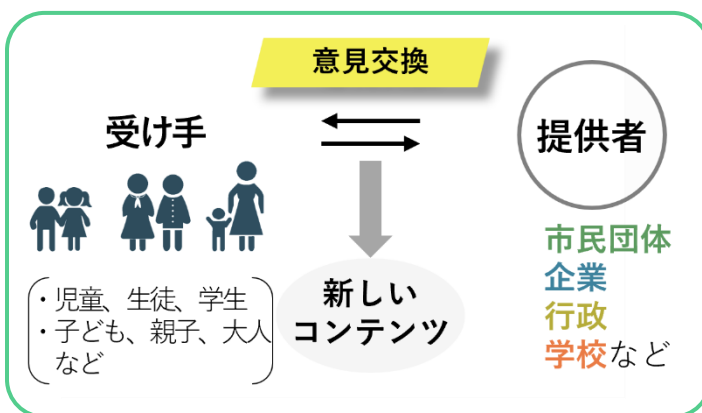 意見交換
受け手
提供者
・児童、生徒、学生
・子ども、親子、大人
など
新しい
コンテンツ
市民団体
企業
行政
学校など